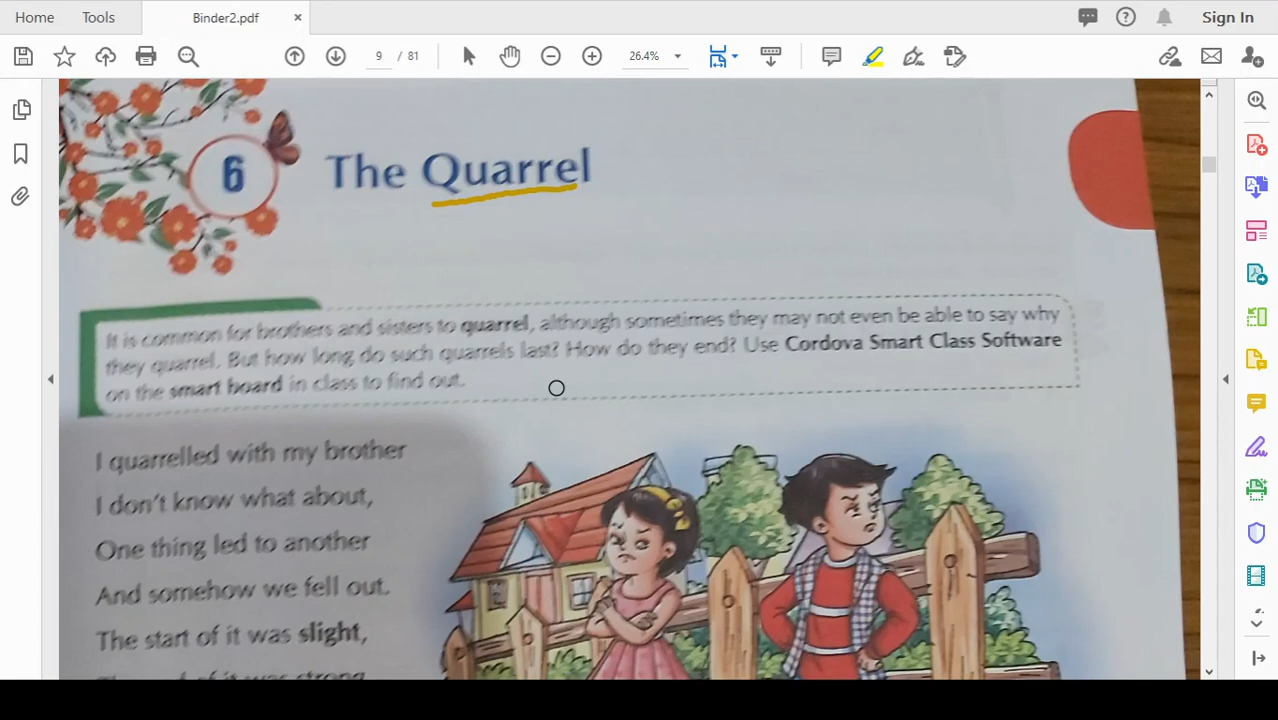 Home Tools Binder2.pdf × Sign In
9 / 81 26.4%
6 The Quarrel
It is common for brothers and sisters to quarrel, although sometimes they may not even be able to say why
they quarrel. But how long do such quarrels last? How do they end? Use Cordova Smart Class Software
on the smart board in class to find out.
I quarrelled with my brother
I don't know what about,
One thing led to another
And somehow we fell out.
The start of it was slight,
of it was strong